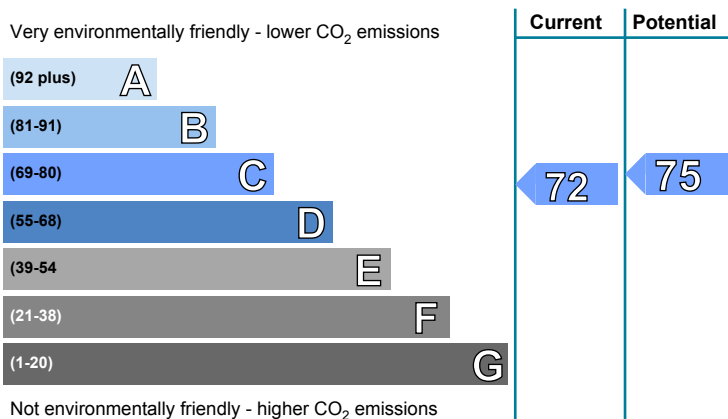 Current Potential
Very environmentally friendly - lower CO2 emissions
(92 plus) A
(81-91) B
(69-80) C
72 75
(55-68) D
(39-54 E
(21-38) F
(1-20) G
Not environmentally friendly - higher CO2 emissions